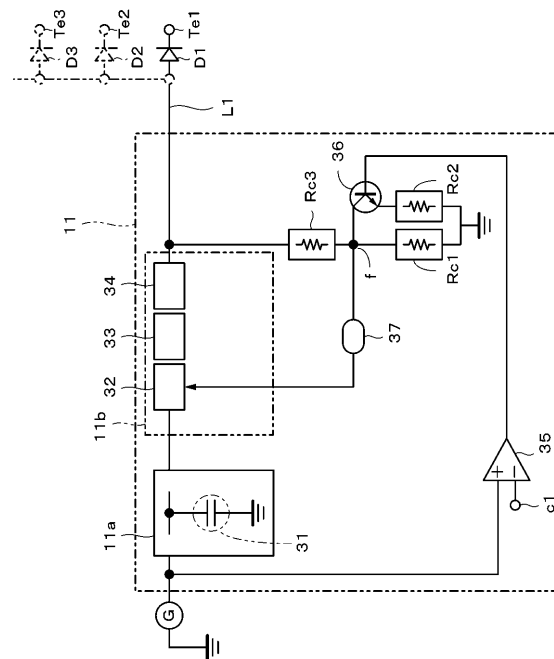 Te3
Te2
Te1
D3
D2
D1
L1
11
36
Rc3
Rc2
Rc1
f
34
33
32
37
11b
11a
31
35
+
−
c1
G